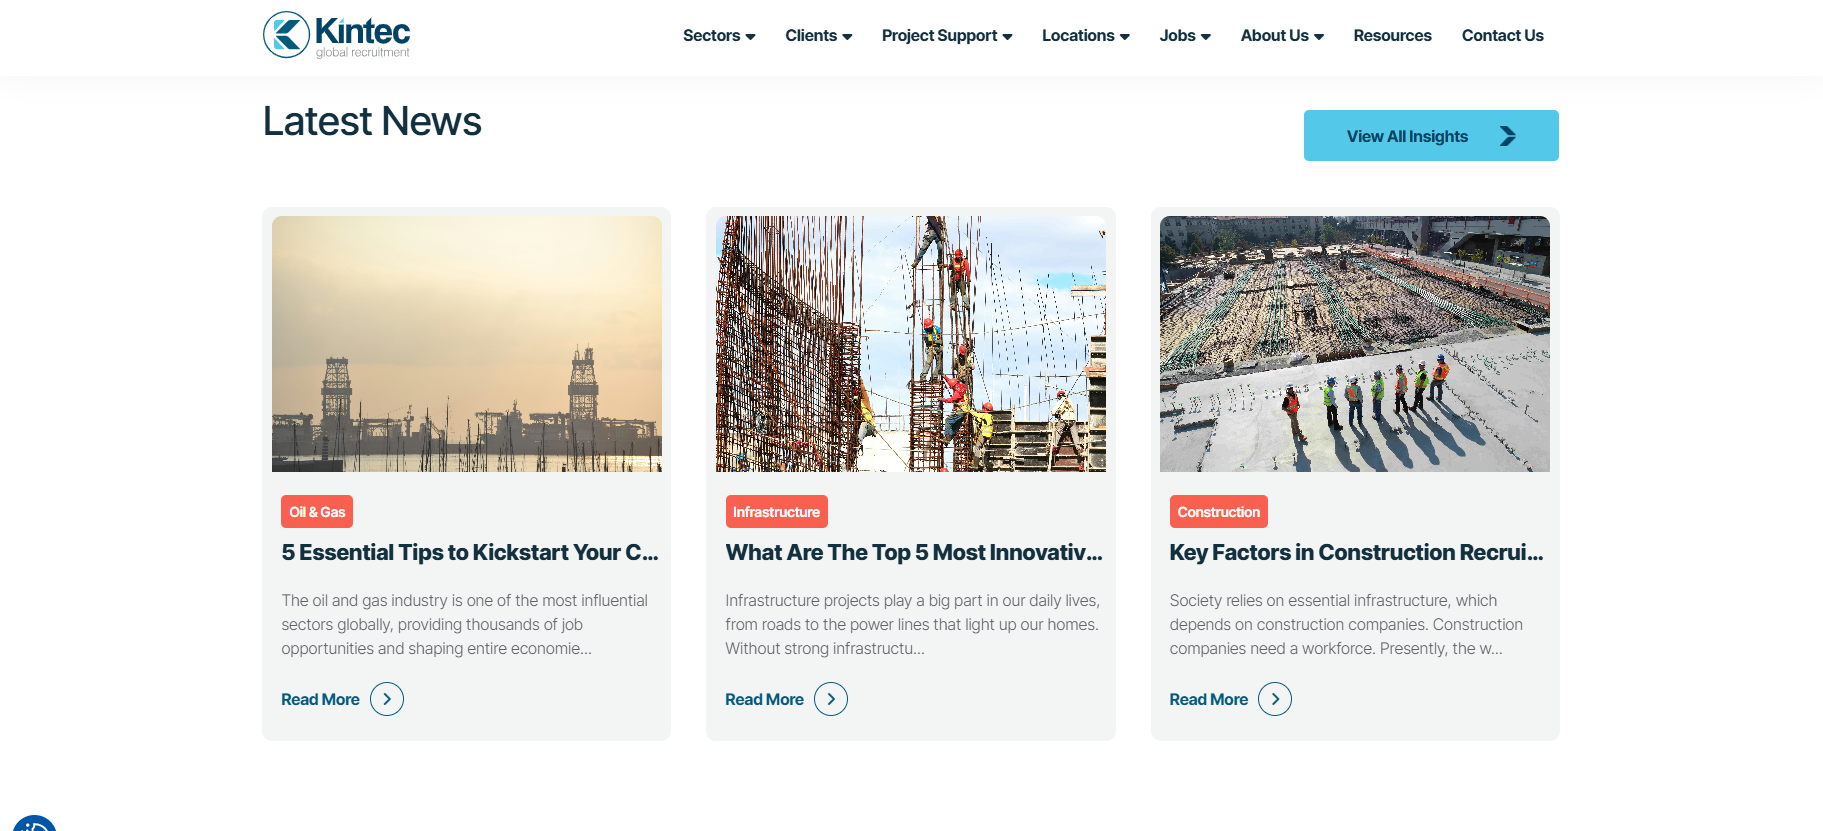 Kintec
global recruitment
Sectors
Clients
Project Support
Locations
Jobs
About Us
Resources
Contact Us
Latest News
View All Insights
Oil & Gas
5 Essential Tips to Kickstart Your C...
The oil and gas industry is one of the most influential
sectors globally, providing thousands of job
opportunities and shaping entire economie...
Read More
Infrastructure
What Are The Top 5 Most Innovativ...
Infrastructure projects play a big part in our daily lives,
from roads to the power lines that light up our homes.
Without strong infrastructu...
Read More
Construction
Key Factors in Construction Recrui...
Society relies on essential infrastructure, which
depends on construction companies. Construction
companies need a workforce. Presently, the w...
Read More